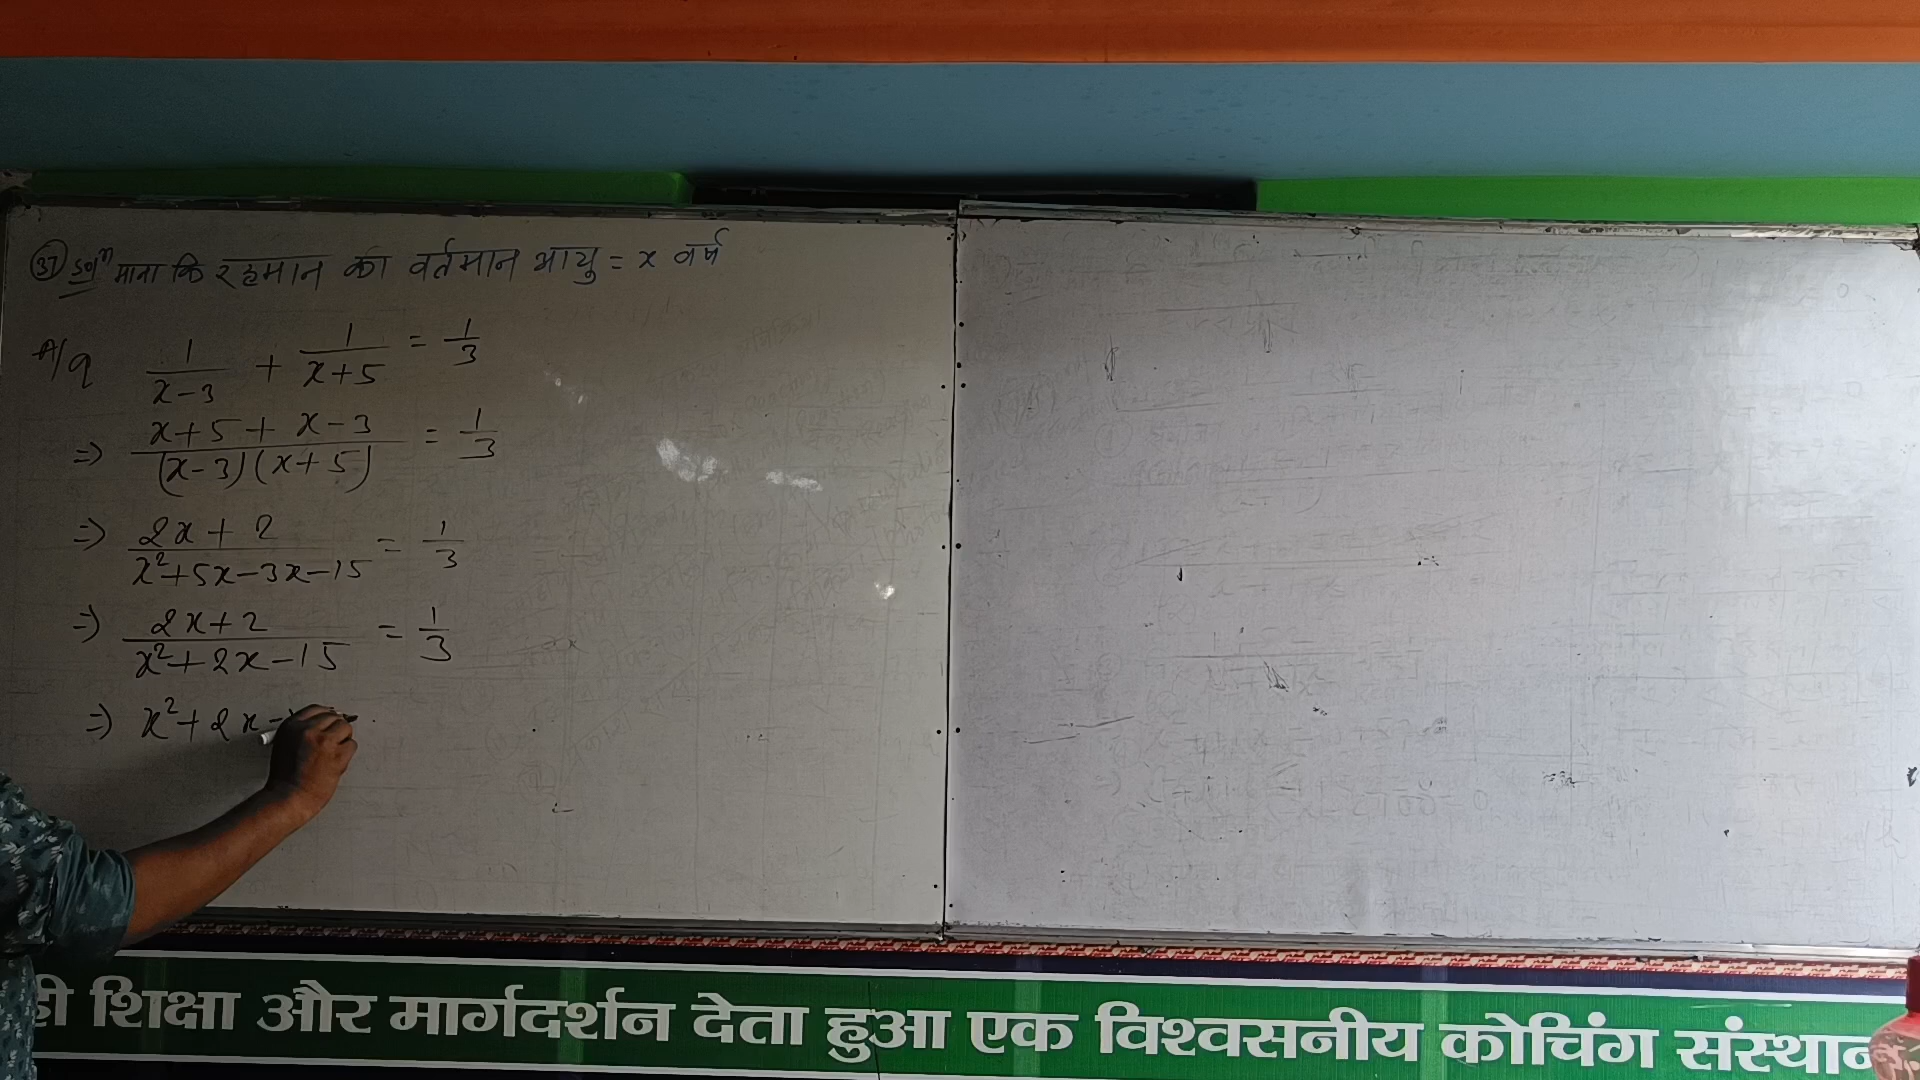 (37) Solⁿ माना कि रहमान का वर्तमान आयु = x वर्ष
A/q 1/(x-3) + 1/(x+5) = 1/3
=> (x+5+x-3)/((x-3)(x+5)) = 1/3
=> (2x+2)/(x²+5x-3x-15) = 1/3
=> (2x+2)/(x²+2x-15) = 1/3
=> x²+2x-
ही शिक्षा और मार्गदर्शन देता हुआ एक विश्वसनीय कोचिंग संस्थान